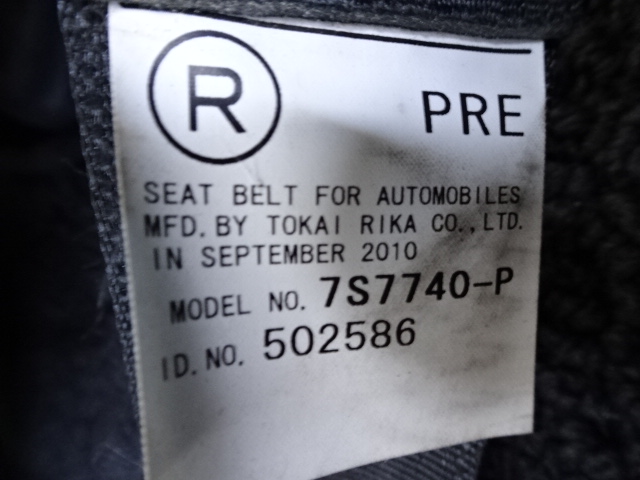 R PRE
SEAT BELT FOR AUTOMOBILES
MFD. BY TOKAI RIKA CO., LTD.
IN SEPTEMBER 2010
MODEL NO. 7S7740-P
ID. NO. 502586